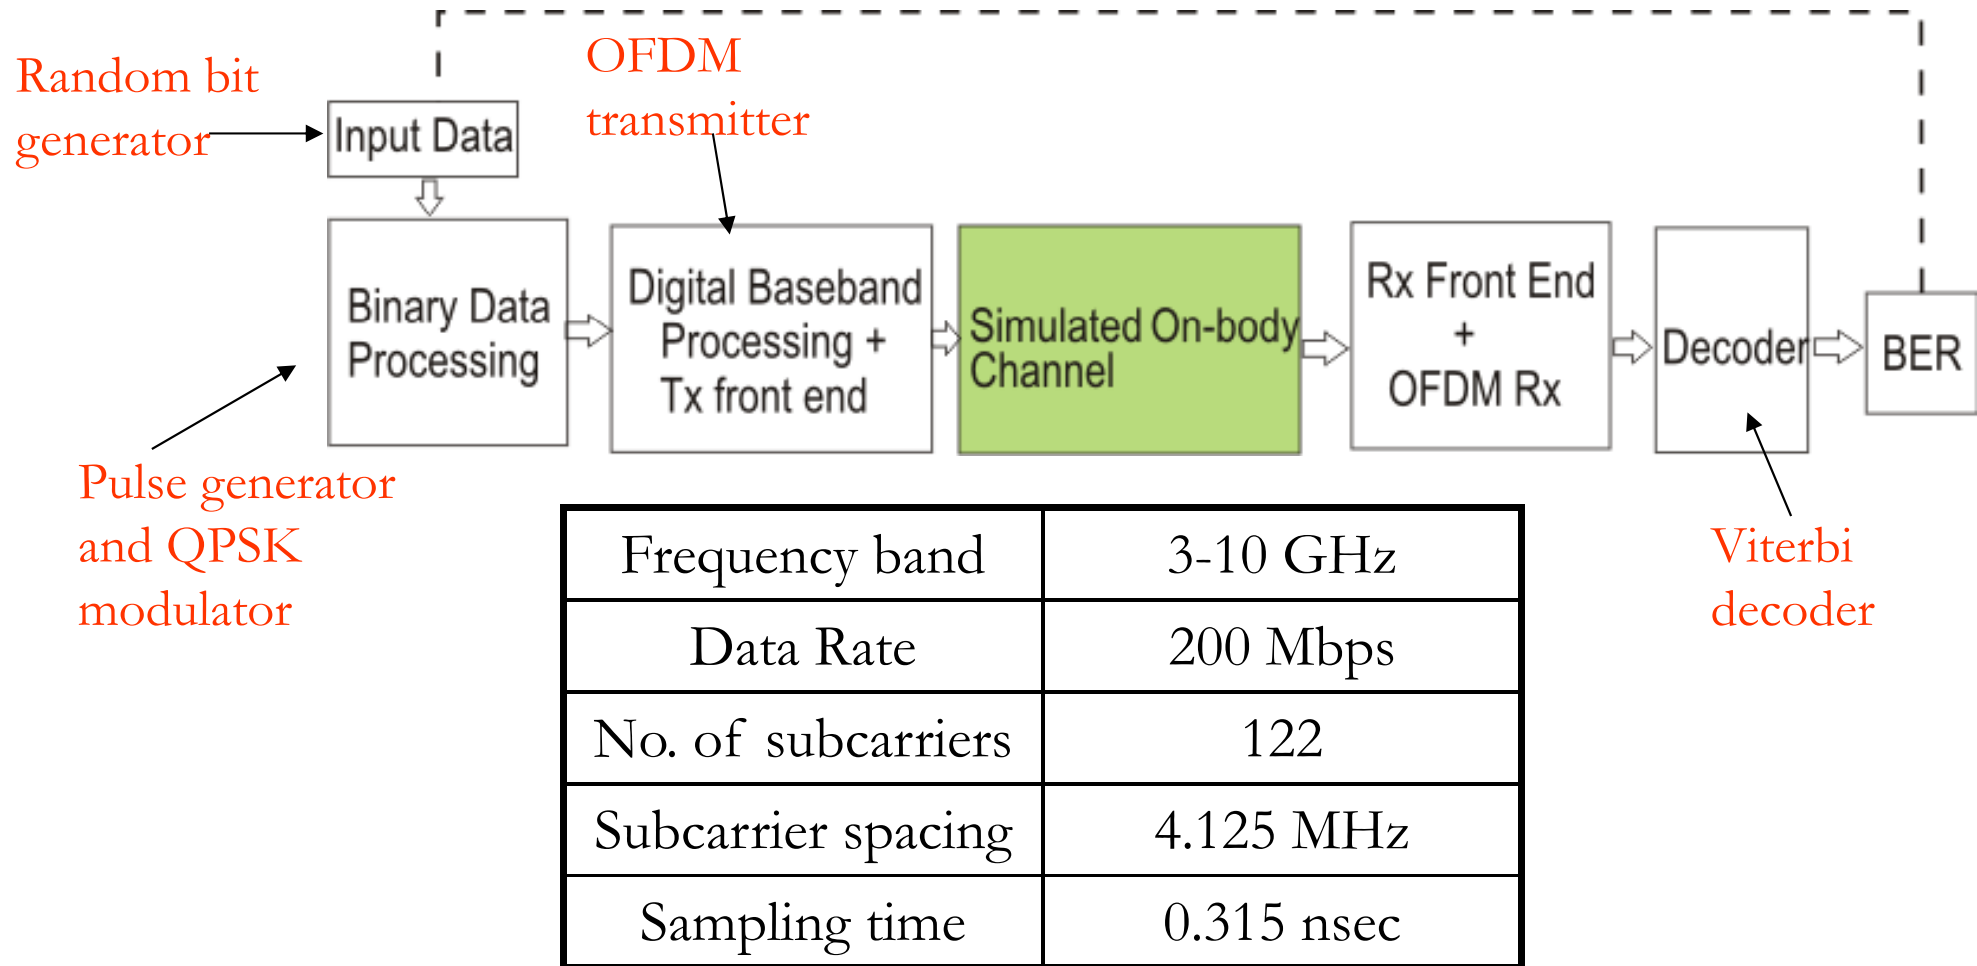 Random bit
generator
OFDM
transmitter
Input Data
Binary Data
Processing
Digital Baseband
Processing +
Tx front end
Simulated On-body
Channel
Rx Front End
+
OFDM Rx
Decoder
BER
Pulse generator
and QPSK
modulator
Viterbi
decoder
Frequency band 3-10 GHz
Data Rate 200 Mbps
No. of subcarriers 122
Subcarrier spacing 4.125 MHz
Sampling time 0.315 nsec